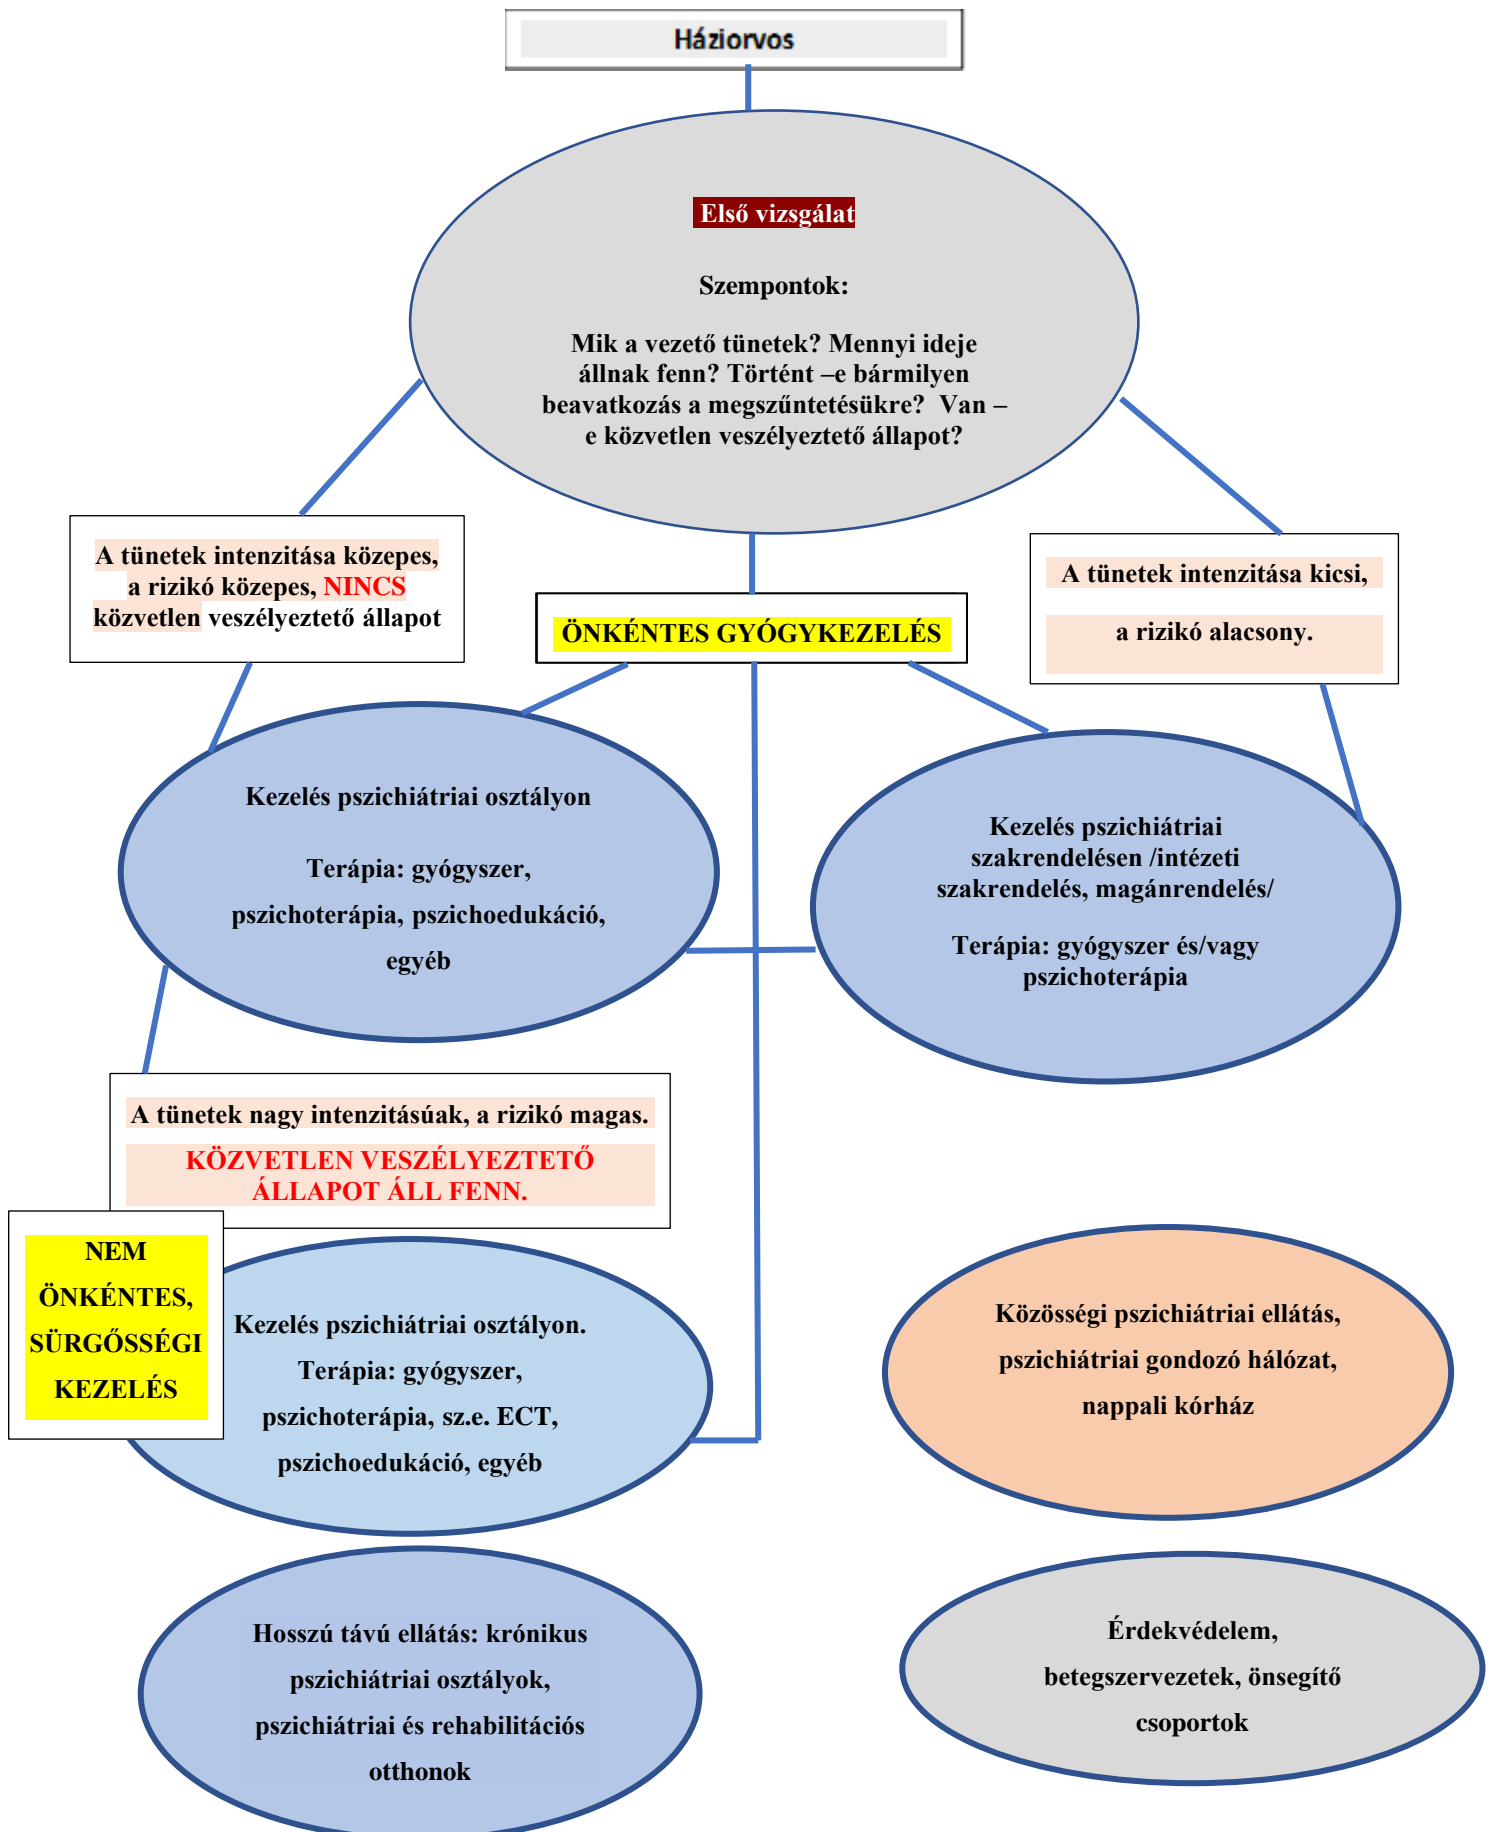 Háziorvos
Első vizsgálat
Szempontok:
Mik a vezető tünetek? Mennyi ideje
állnak fenn? Történt –e bármilyen
beavatkozás a megszűntetésükre?  Van –
e közvetlen veszélyeztető állapot?
A tünetek intenzitása közepes,
a rizikó közepes, NINCS
közvetlen veszélyeztető állapot
ÖNKÉNTES GYÓGYKEZELÉS
A tünetek intenzitása kicsi,
a rizikó alacsony.
Kezelés pszichiátriai osztályon
Terápia: gyógyszer,
pszichoterápia, pszichoedukáció,
egyéb
Kezelés pszichiátriai
szakrendelésen /intézeti
szakrendelés, magánrendelés/
Terápia: gyógyszer és/vagy
pszichoterápia
A tünetek nagy intenzitásúak, a rizikó magas.
KÖZVETLEN VESZÉLYEZTETŐ
ÁLLAPOT ÁLL FENN.
NEM
ÖNKÉNTES,
SÜRGŐSSÉGI
KEZELÉS
Kezelés pszichiátriai osztályon.
Terápia: gyógyszer,
pszichoterápia, sz.e. ECT,
pszichoedukáció, egyéb
Közösségi pszichiátriai ellátás,
pszichiátriai gondozó hálózat,
nappali kórház
Hosszú távú ellátás: krónikus
pszichiátriai osztályok,
pszichiátriai és rehabilitációs
otthonok
Érdekvédelem,
betegszervezetek, önsegítő
csoportok